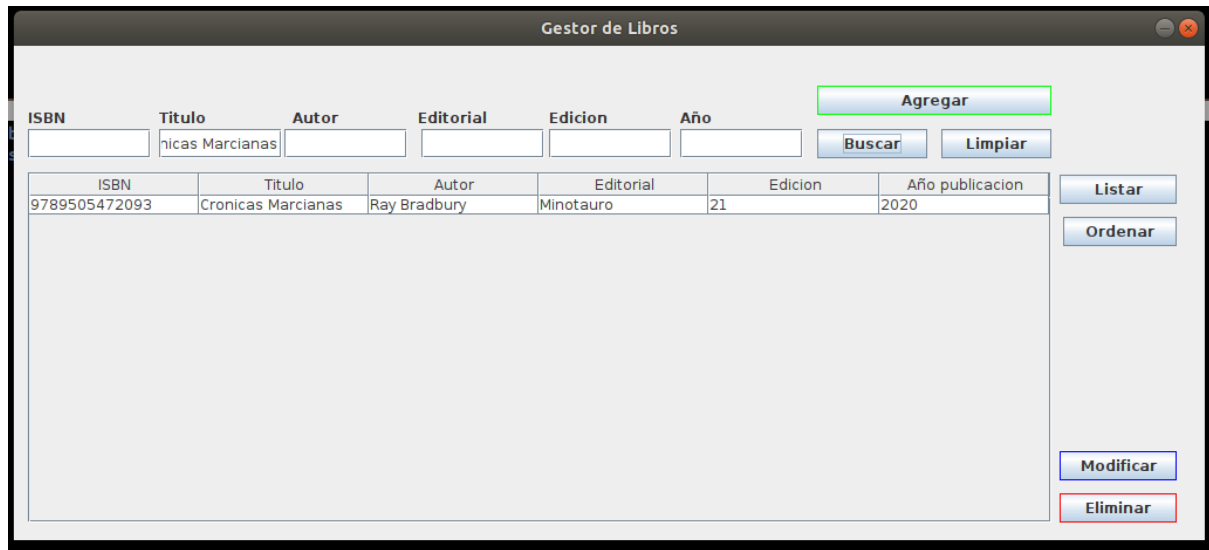 Gestor de Libros
Agregar
ISBN Titulo Autor Editorial Edicion Año
nicas Marcianas Buscar Limpiar
ISBN Titulo Autor Editorial Edicion Año publicacion
9789505472093 Cronicas Marcianas Ray Bradbury Minotauro 21 2020
Listar
Ordenar
Modificar
Eliminar